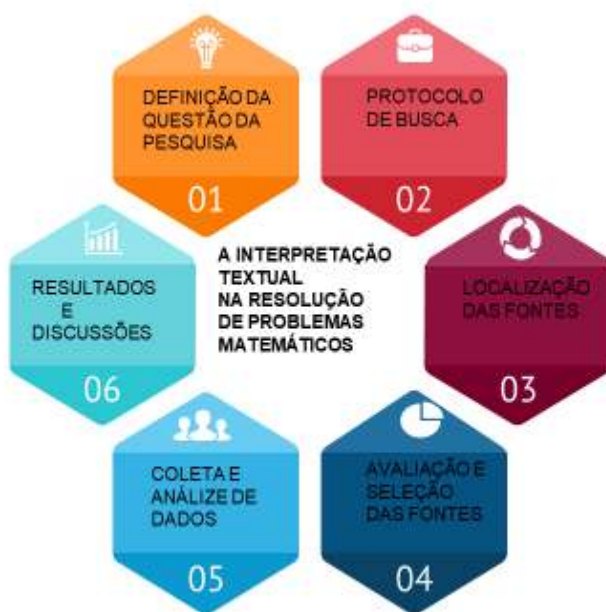 DEFINIÇÃO DA
QUESTÃO DA
PESQUISA
01
PROTOCOLO
DE BUSCA
02
A INTERPRETAÇÃO
TEXTUAL
NA RESOLUÇÃO
DE PROBLEMAS
MATEMÁTICOS
LOCALIZAÇÃO
DAS FONTES
03
AVALIAÇÃO E
SELEÇÃO
DAS FONTES
04
COLETA E
ANÁLIZE DE
DADOS
05
RESULTADOS
E
DISCUSSÕES
06